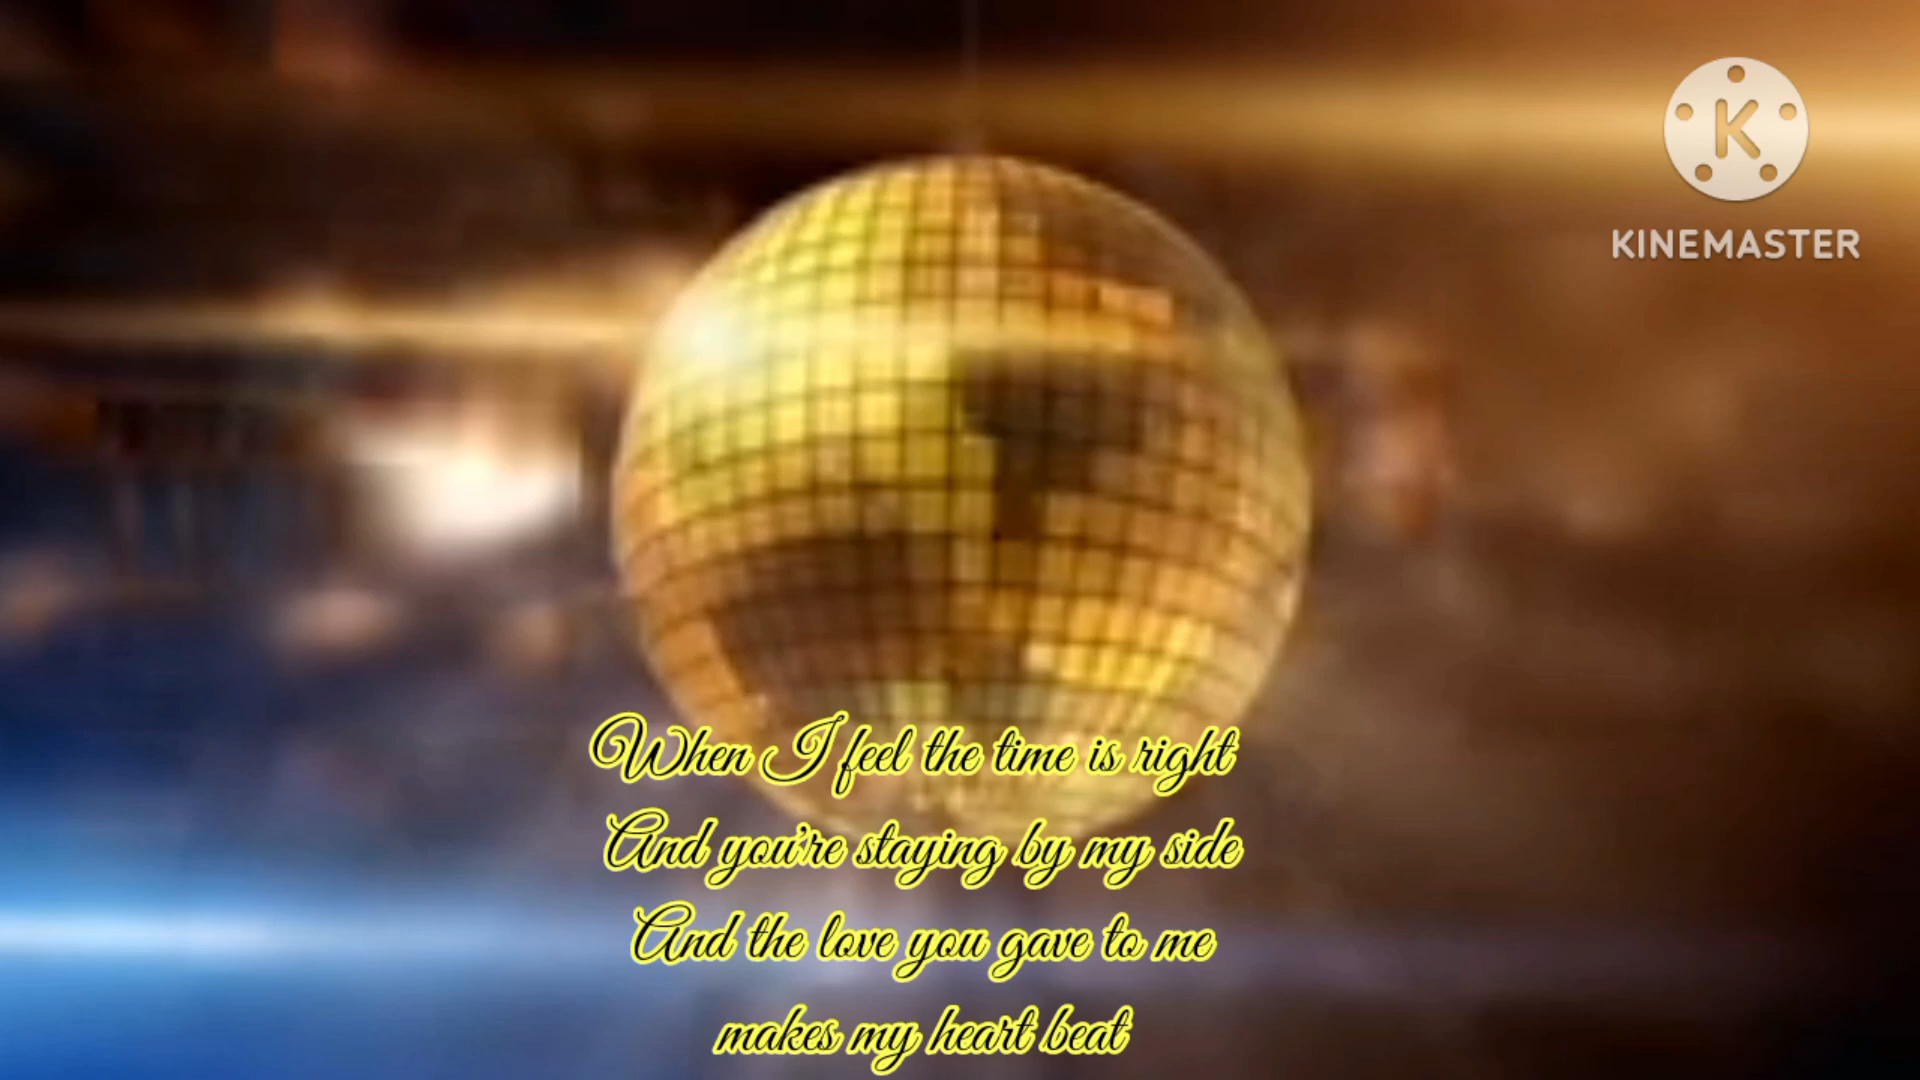 K
KINEMASTER
When I feel the time is right
And you're staying by my side
And the love you gave to me
makes my heart beat